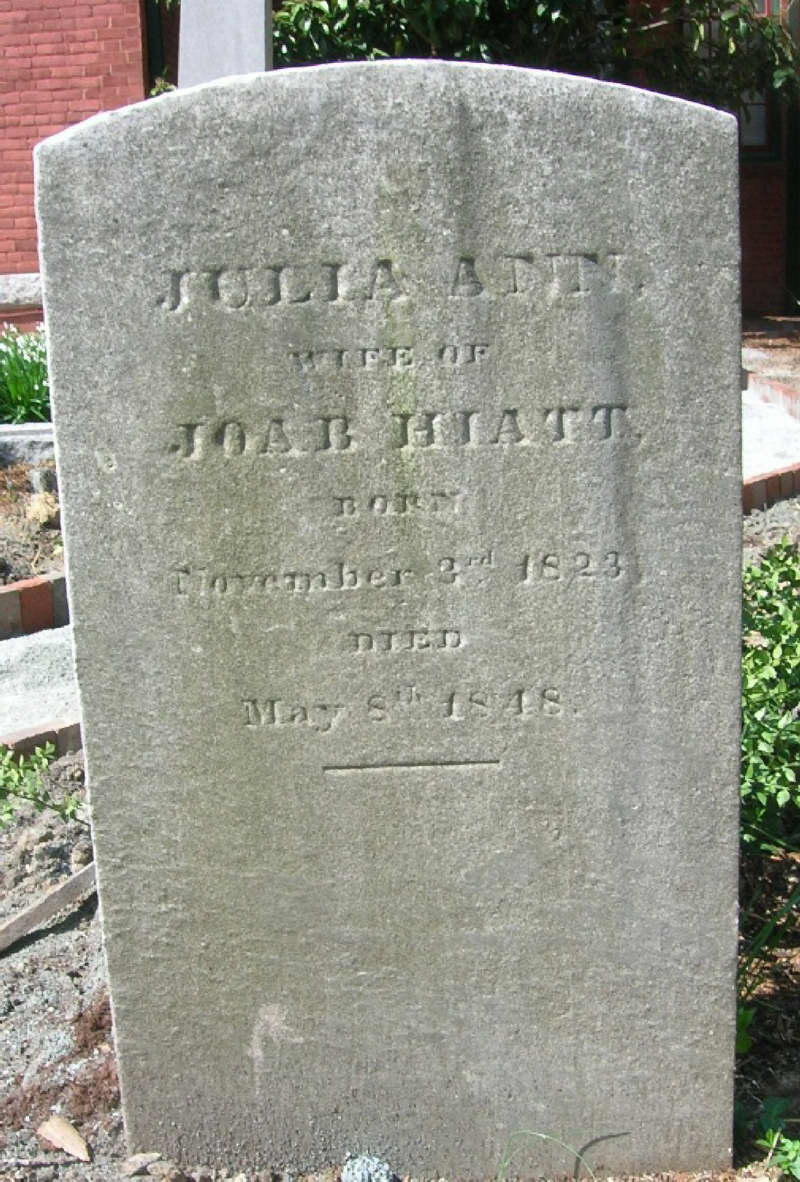 JULIA ANN,
WIFE OF
JOAB HIATT,
BORN
November 3rd 1823
DIED
May 8th 1848.